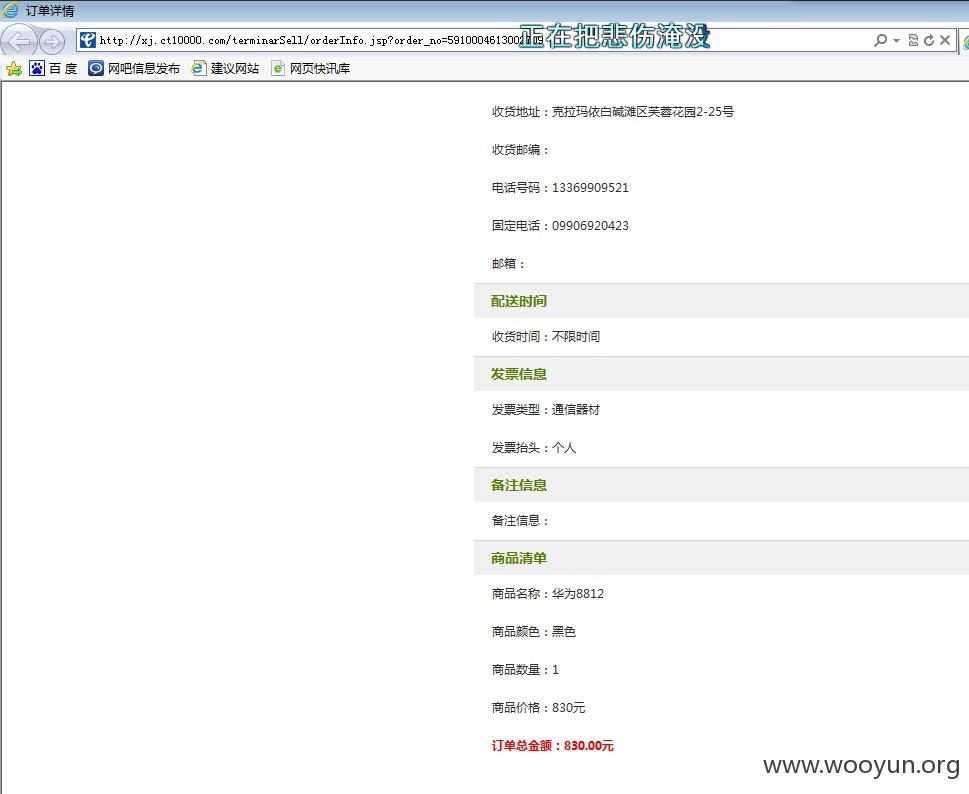 订单详情
http://xj.ct10000.com/terminarSell/orderInfo.jsp?order_no=591000461300
正在把悲伤淹没
百度 网吧信息发布 建议网站 网页快讯库
收货地址：克拉玛依白碱滩区芙蓉花园2-25号
收货邮编：
电话号码：13369909521
固定电话：09906920423
邮箱：
配送时间
收货时间：不限时间
发票信息
发票类型：通信器材
发票抬头：个人
备注信息
备注信息：
商品清单
商品名称：华为8812
商品颜色：黑色
商品数量：1
商品价格：830元
订单总金额：830.00元
www.wooyun.org